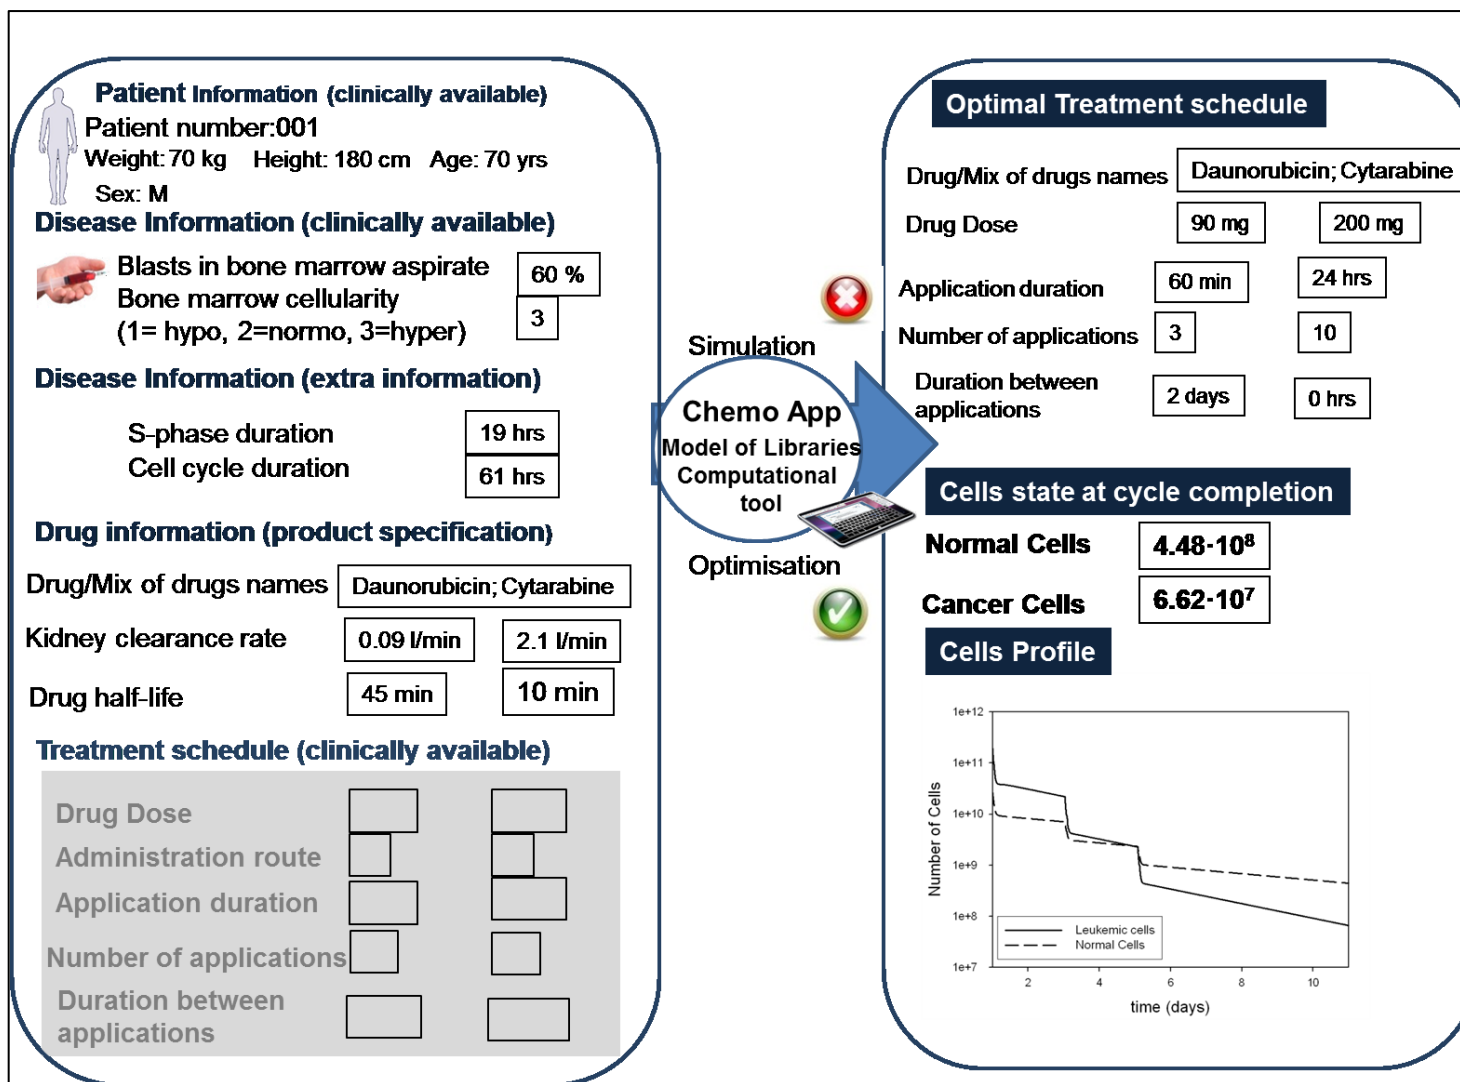 Patient Information (clinically available)
Patient number:001
Weight: 70 kg Height: 180 cm Age: 70 yrs
Sex: M
Disease Information (clinically available)
Blasts in bone marrow aspirate 60 %
Bone marrow cellularity
(1= hypo, 2=normo, 3=hyper) 3
Disease Information (extra information)
S-phase duration 19 hrs
Cell cycle duration 61 hrs
Drug information (product specification)
Drug/Mix of drugs names Daunorubicin; Cytarabine
Kidney clearance rate 0.09 l/min 2.1 l/min
Drug half-life 45 min 10 min
Treatment schedule (clinically available)
Drug Dose
Administration route
Application duration
Number of applications
Duration between
applications
Simulation
Chemo App
Model of Libraries
Computational
tool
Optimisation
Optimal Treatment schedule
Drug/Mix of drugs names Daunorubicin; Cytarabine
Drug Dose 90 mg 200 mg
Application duration 60 min 24 hrs
Number of applications 3 10
Duration between
applications 2 days 0 hrs
Cells state at cycle completion
Normal Cells 4.48·10⁸
Cancer Cells 6.62·10⁷
Cells Profile
Number of Cells
1e+12
1e+11
1e+10
1e+9
1e+8
1e+7
Leukemic cells
Normal Cells
2 4 6 8 10
time (days)